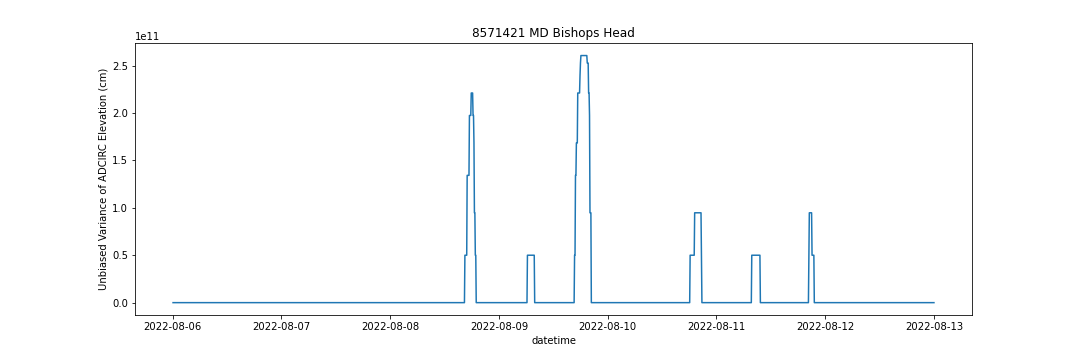 8571421 MD Bishops Head
1e11
Unbiased Variance of ADCIRC Elevation (cm)
2.5
2.0
1.5
1.0
0.5
0.0
2022-08-06 2022-08-07 2022-08-08 2022-08-09 2022-08-10 2022-08-11 2022-08-12 2022-08-13
datetime